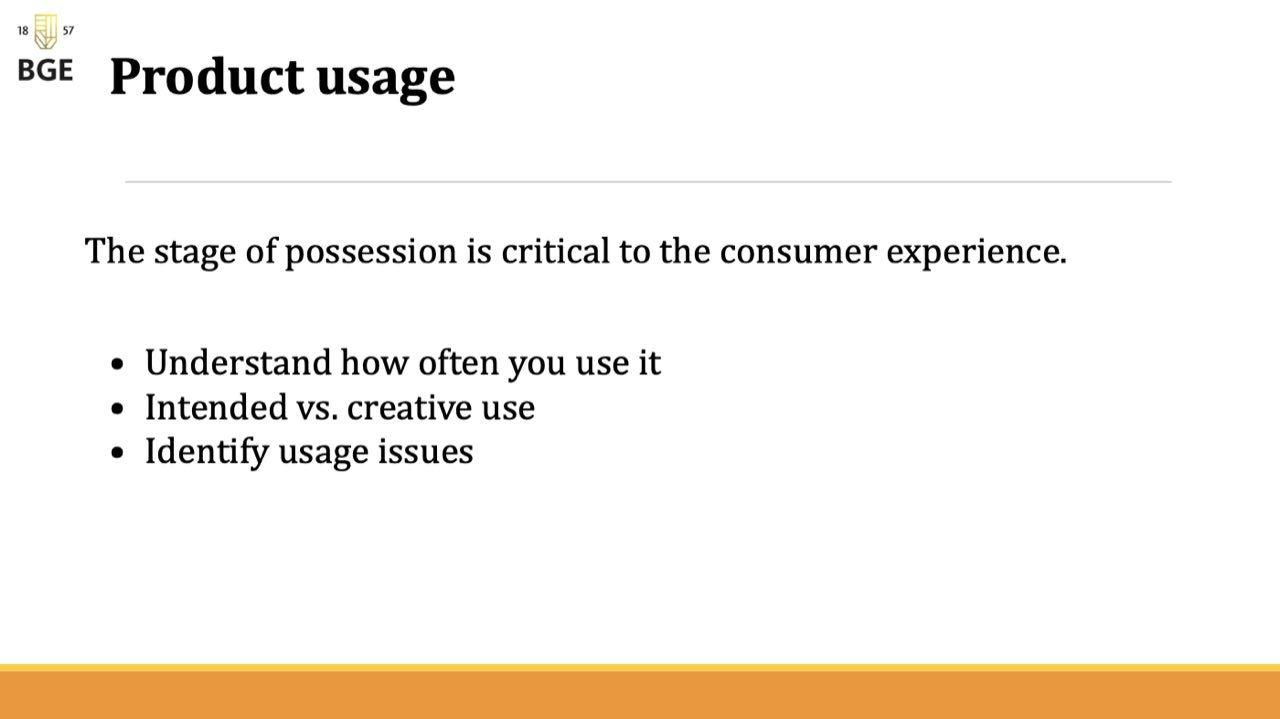 18 57
BGE
Product usage
The stage of possession is critical to the consumer experience.
• Understand how often you use it
• Intended vs. creative use
• Identify usage issues